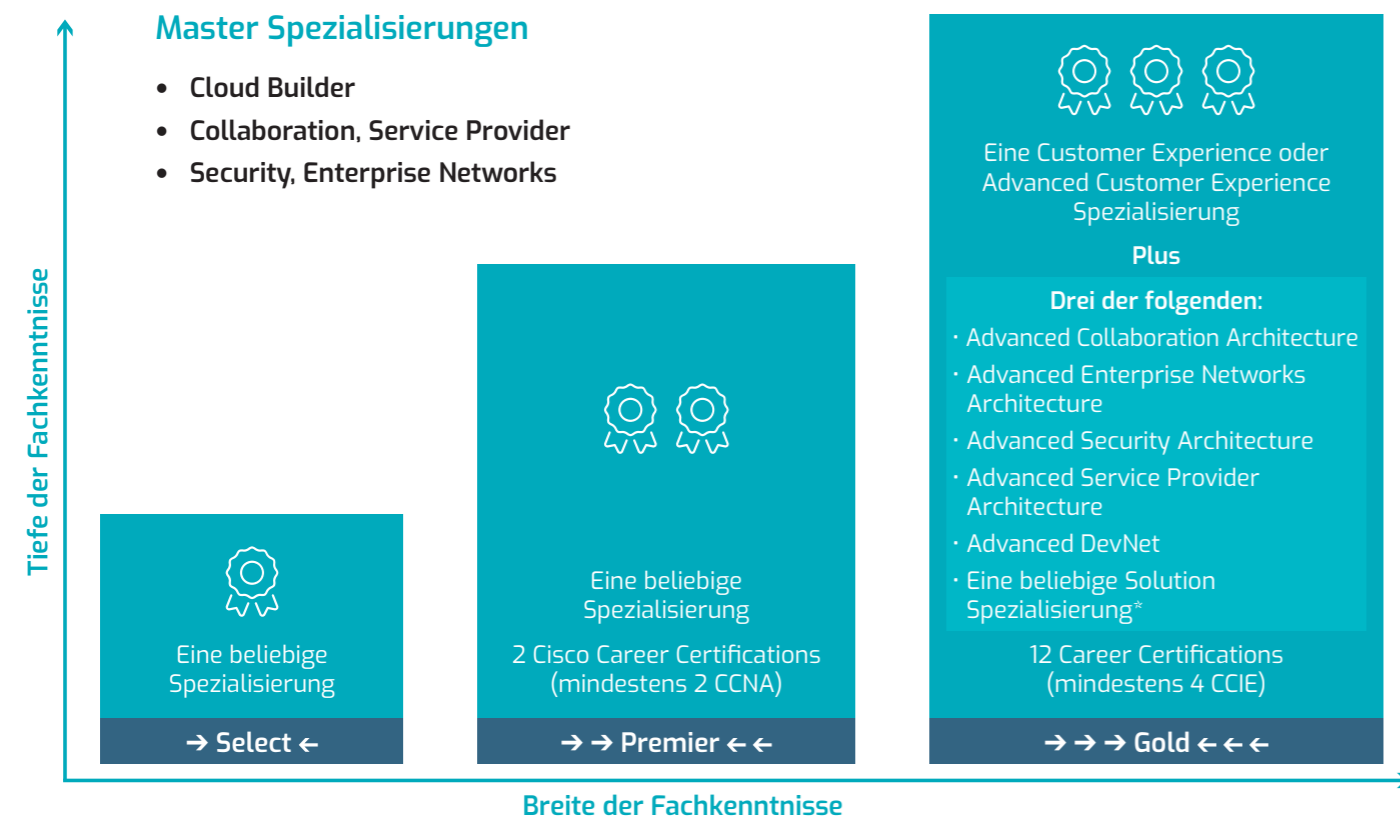 Master Spezialisierungen
• Cloud Builder
• Collaboration, Service Provider
• Security, Enterprise Networks
Tiefe der Fachkenntnisse
Eine beliebige
Spezialisierung
→ Select ←
Eine beliebige
Spezialisierung
2 Cisco Career Certifications
(mindestens 2 CCNA)
→ → Premier ← ←
Eine Customer Experience oder
Advanced Customer Experience
Spezialisierung
Plus
Drei der folgenden:
· Advanced Collaboration Architecture
· Advanced Enterprise Networks
Architecture
· Advanced Security Architecture
· Advanced Service Provider
Architecture
· Advanced DevNet
· Eine beliebige Solution
Spezialisierung*
12 Career Certifications
(mindestens 4 CCIE)
→ → → Gold ← ← ←
Breite der Fachkenntnisse